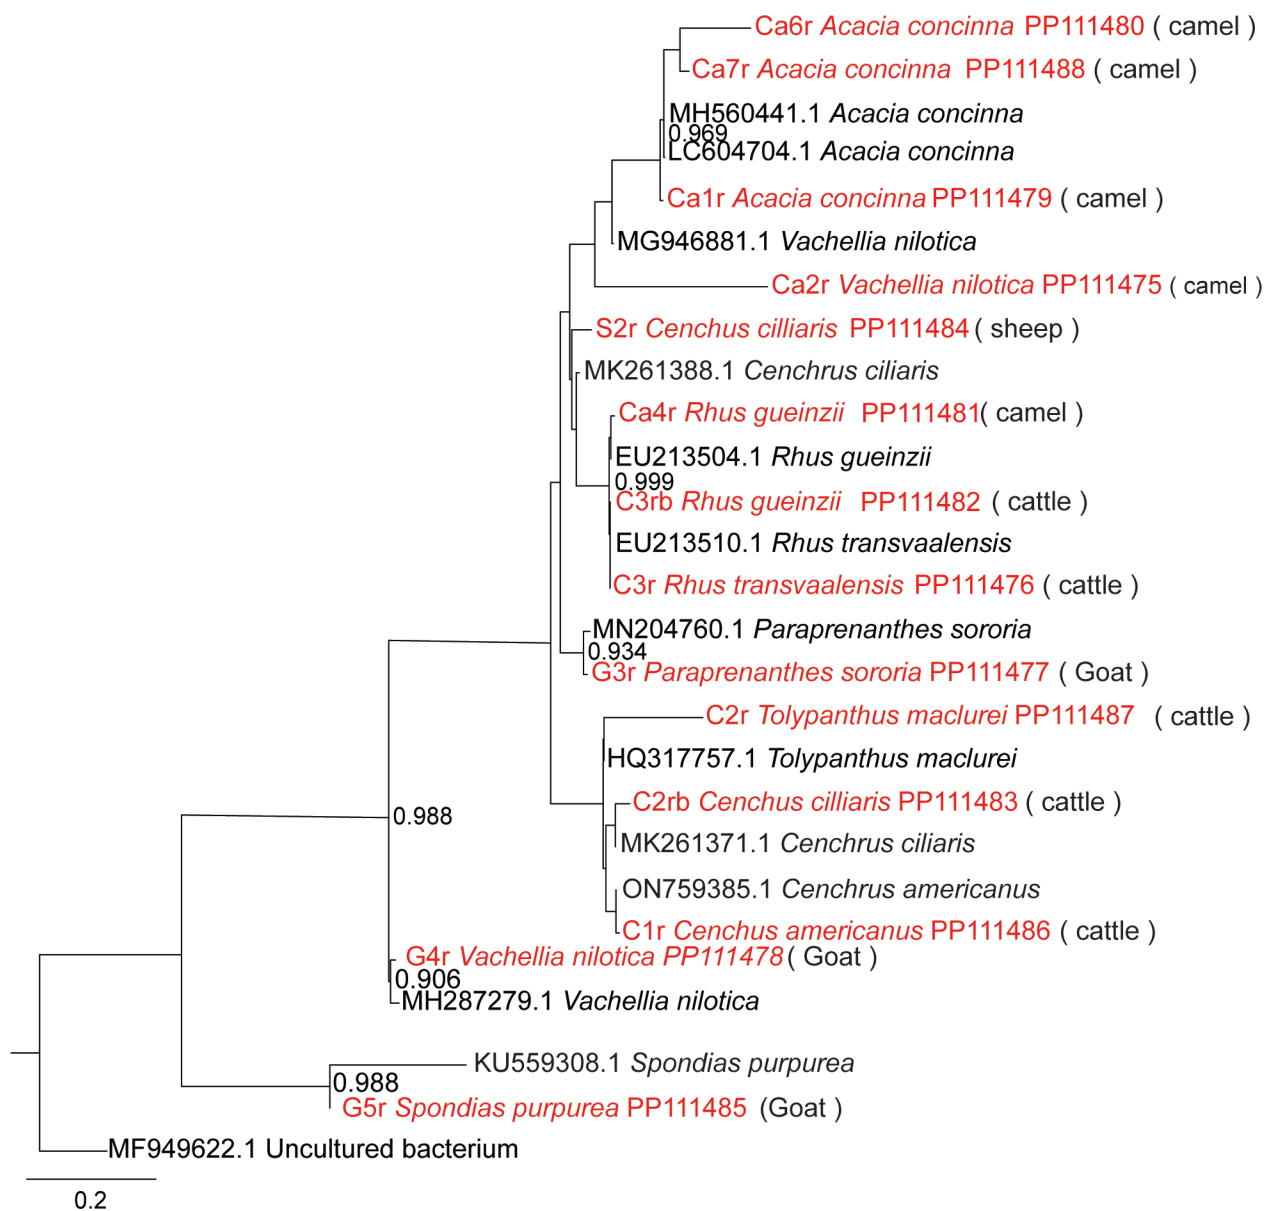 Ca6r Acacia concinna PP111480 ( camel )
Ca7r Acacia concinna PP111488 ( camel )
MH560441.1 Acacia concinna
0.969
LC604704.1 Acacia concinna
Ca1r Acacia concinna PP111479 ( camel )
MG946881.1 Vachellia nilotica
Ca2r Vachellia nilotica PP111475 ( camel )
S2r Cenchus cilliaris PP111484 ( sheep )
MK261388.1 Cenchrus ciliaris
Ca4r Rhus gueinzii PP111481( camel )
EU213504.1 Rhus gueinzii
0.999
C3rb Rhus gueinzii PP111482 ( cattle )
EU213510.1 Rhus transvaalensis
C3r Rhus transvaalensis PP111476 ( cattle )
MN204760.1 Paraprenanthes sororia
0.934
G3r Paraprenanthes sororia PP111477 ( Goat )
C2r Tolypanthus maclurei PP111487 ( cattle )
HQ317757.1 Tolypanthus maclurei
C2rb Cenchus cilliaris PP111483 ( cattle )
0.988
MK261371.1 Cenchrus ciliaris
ON759385.1 Cenchrus americanus
C1r Cenchus americanus PP111486 ( cattle )
G4r Vachellia nilotica PP111478 ( Goat )
0.906
MH287279.1 Vachellia nilotica
KU559308.1 Spondias purpurea
0.988
G5r Spondias purpurea PP111485 (Goat )
MF949622.1 Uncultured bacterium
0.2